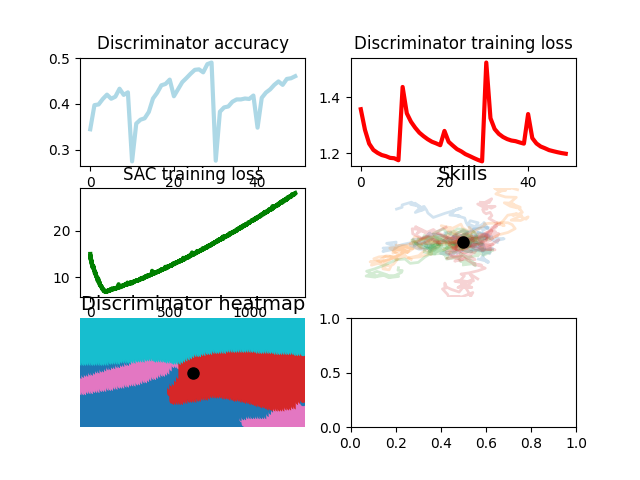 Discriminator accuracy
0.5
0.4
0.3
0 20 40
Discriminator training loss
1.4
1.2
0 20 40
SAC training loss
20
10
0 500 1000
Skills
Discriminator heatmap
1.0
0.5
0.0
0.0 0.2 0.4 0.6 0.8 1.0